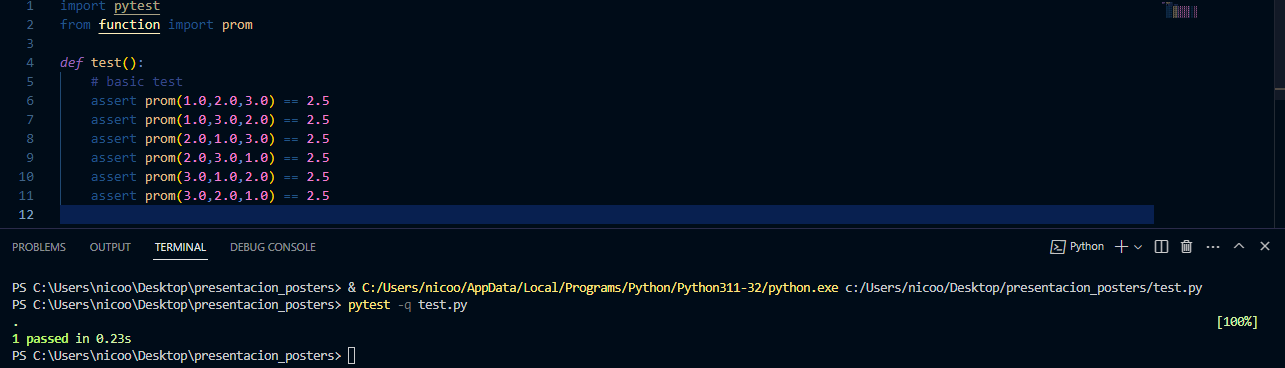 1 import pytest
2 from function import prom
3
4 def test():
5 # basic test
6 assert prom(1.0,2.0,3.0) == 2.5
7 assert prom(1.0,3.0,2.0) == 2.5
8 assert prom(2.0,1.0,3.0) == 2.5
9 assert prom(2.0,3.0,1.0) == 2.5
10 assert prom(3.0,1.0,2.0) == 2.5
11 assert prom(3.0,2.0,1.0) == 2.5
12
PROBLEMS OUTPUT TERMINAL DEBUG CONSOLE Python
PS C:\Users\nicoo\Desktop\presentacion_posters> & C:/Users/nicoo/AppData/Local/Programs/Python/Python311-32/python.exe c:/Users/nicoo/Desktop/presentacion_posters/test.py
PS C:\Users\nicoo\Desktop\presentacion_posters> pytest -q test.py
. [100%]
1 passed in 0.23s
PS C:\Users\nicoo\Desktop\presentacion_posters>